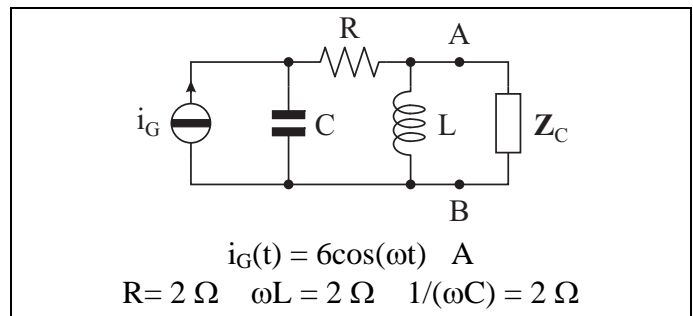 R A
i_G C L Z_C
B
i_G(t) = 6cos(ωt) A
R= 2 Ω ωL = 2 Ω 1/(ωC) = 2 Ω